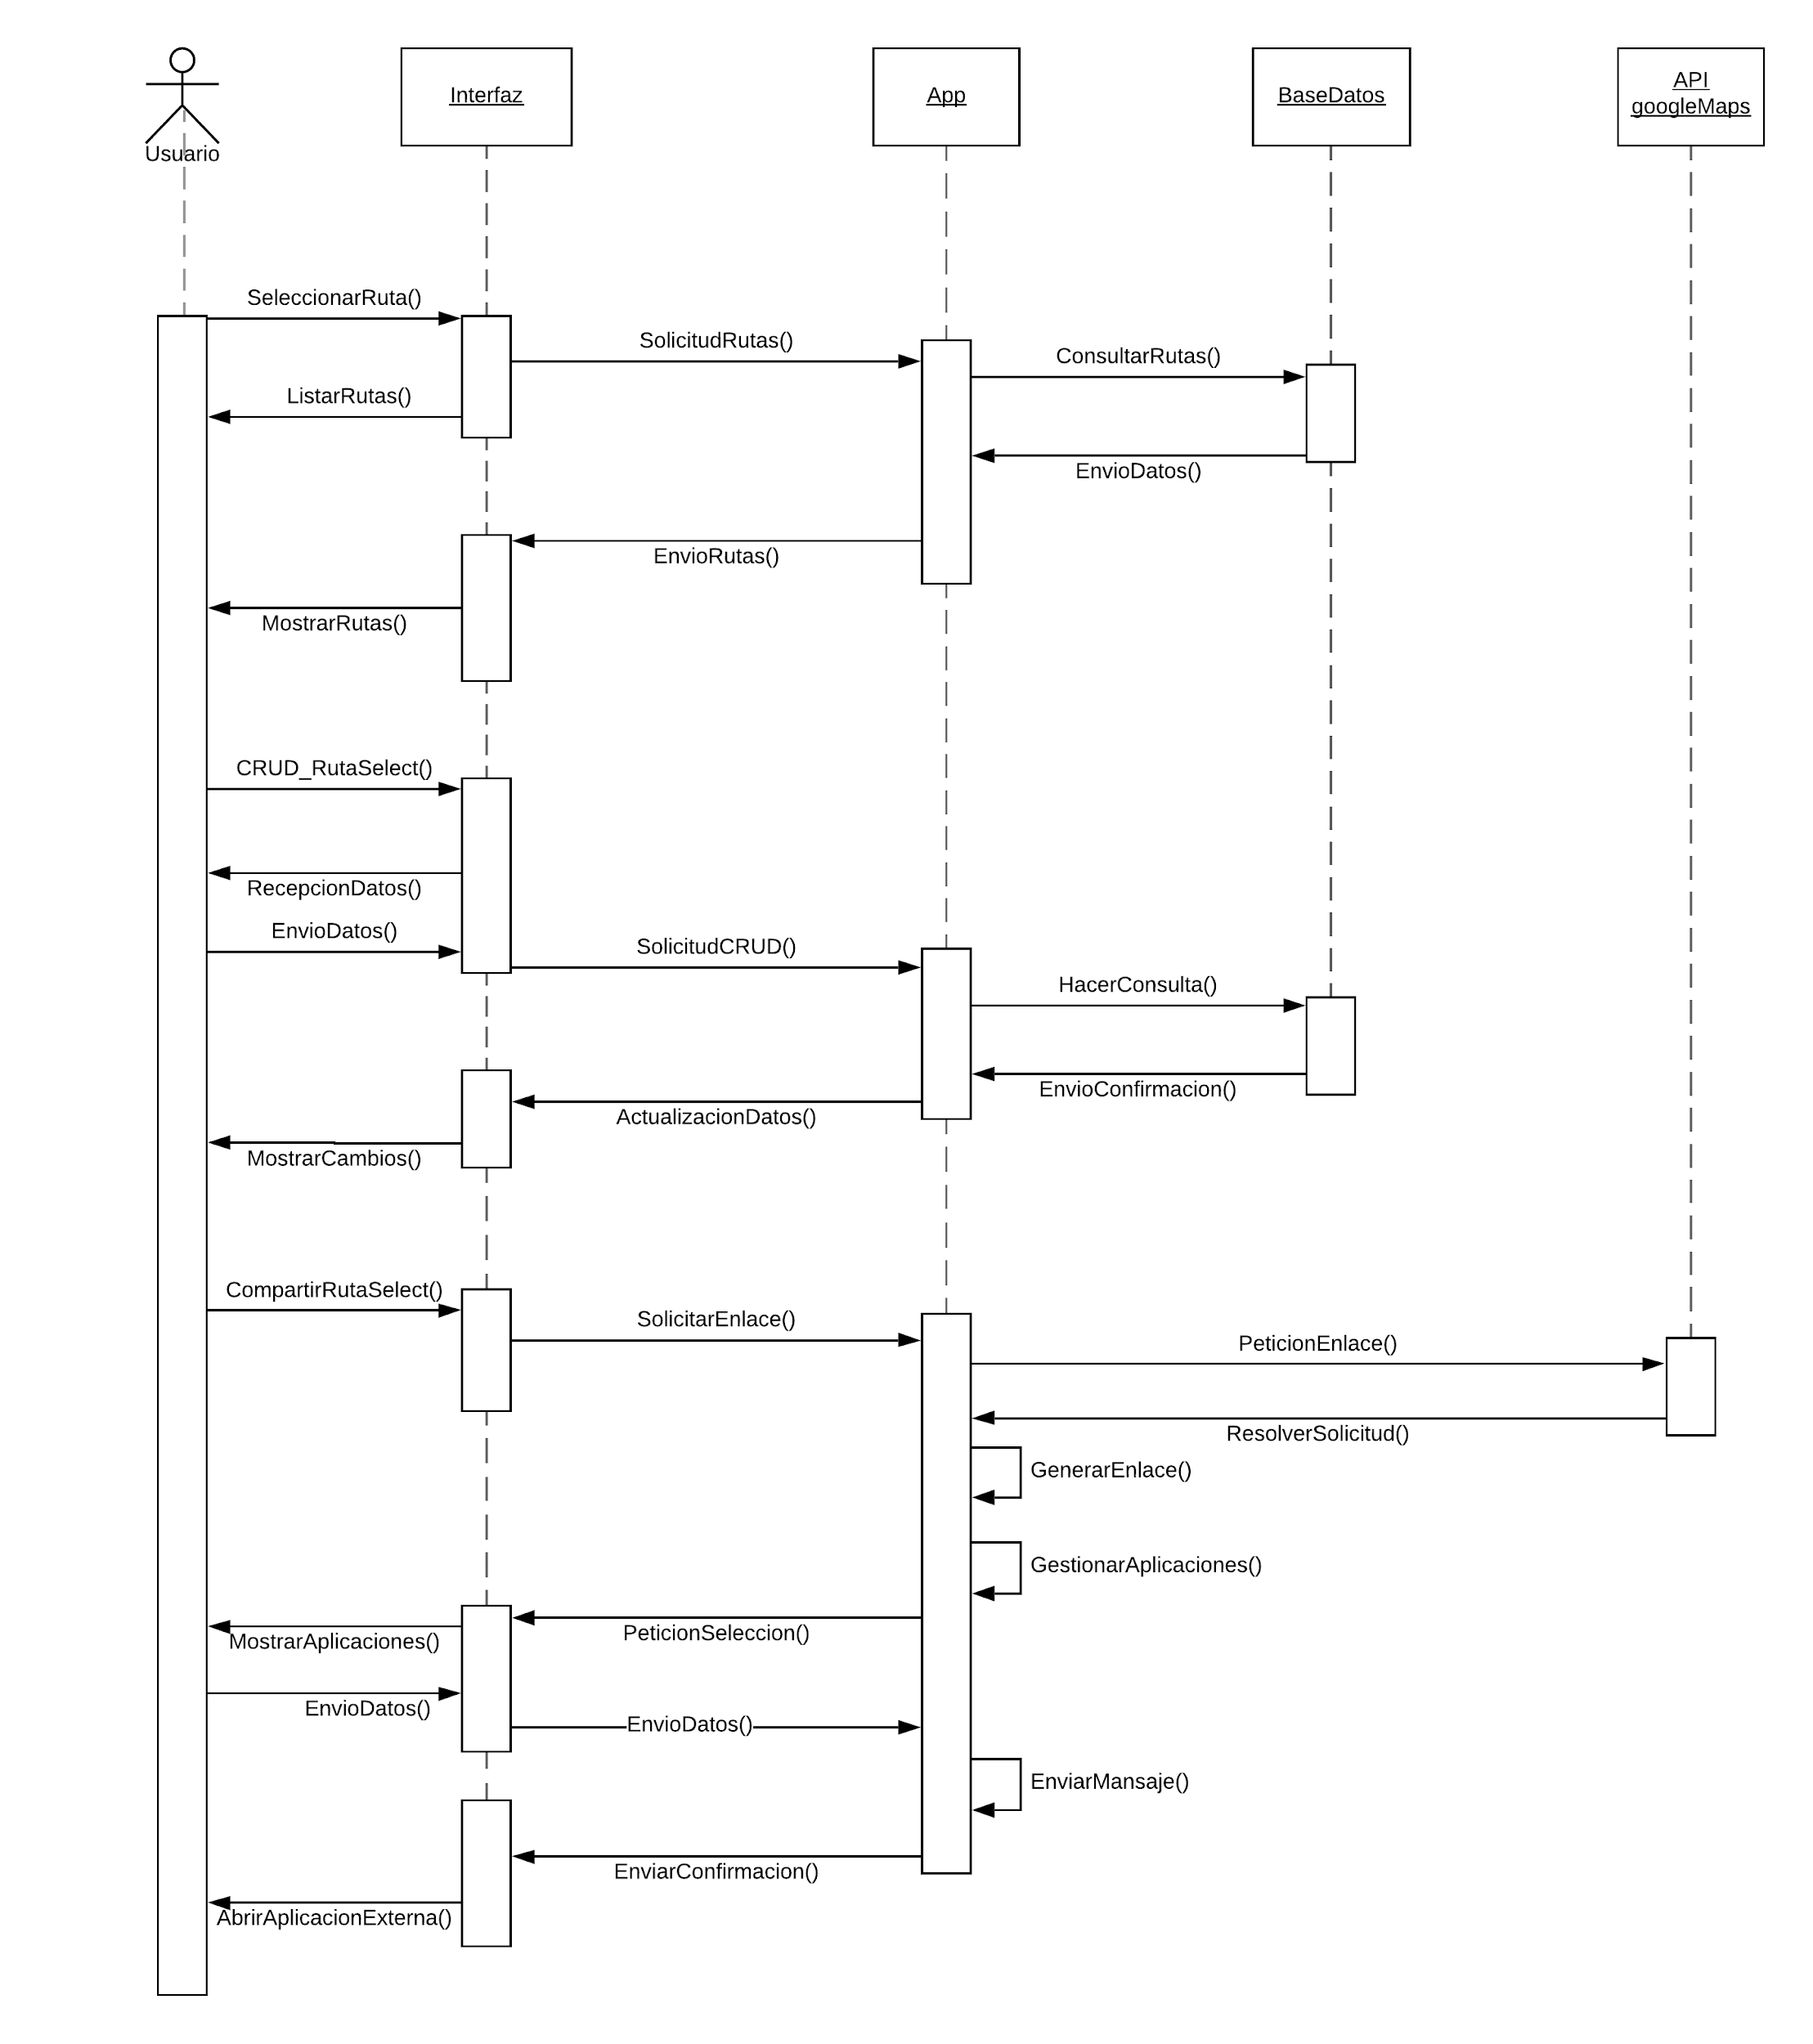 Usuario
Interfaz
App
BaseDatos
API
googleMaps
SeleccionarRuta()
SolicitudRutas()
ConsultarRutas()
ListarRutas()
EnvioDatos()
EnvioRutas()
MostrarRutas()
CRUD_RutaSelect()
RecepcionDatos()
EnvioDatos()
SolicitudCRUD()
HacerConsulta()
EnvioConfirmacion()
ActualizacionDatos()
MostrarCambios()
CompartirRutaSelect()
SolicitarEnlace()
PeticionEnlace()
ResolverSolicitud()
GenerarEnlace()
GestionarAplicaciones()
PeticionSeleccion()
MostrarAplicaciones()
EnvioDatos()
EnvioDatos()
EnviarMansaje()
EnviarConfirmacion()
AbrirAplicacionExterna()